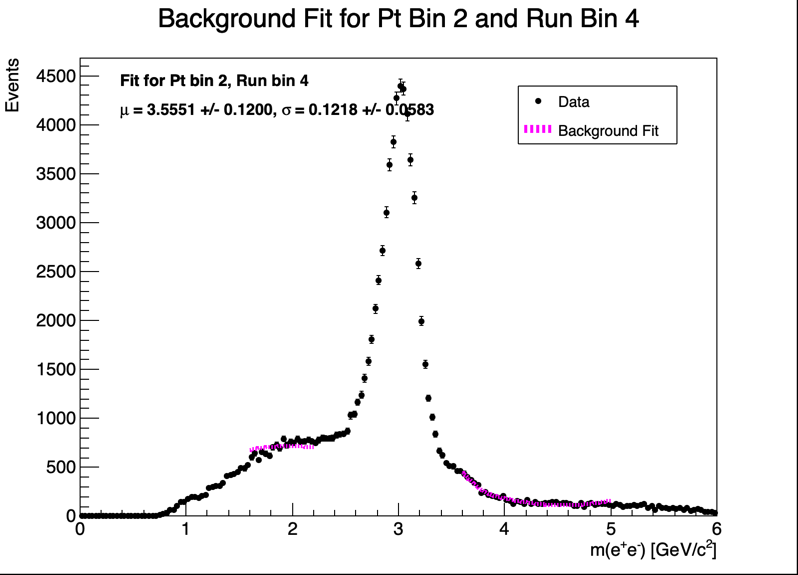 Background Fit for Pt Bin 2 and Run Bin 4
Events
Fit for Pt bin 2, Run bin 4
μ = 3.5551 +/- 0.1200, σ = 0.1218 +/- 0.0583
Data
Background Fit
4500
4000
3500
3000
2500
2000
1500
1000
500
0
0 1 2 3 4 5 6
m(e⁺e⁻) [GeV/c²]